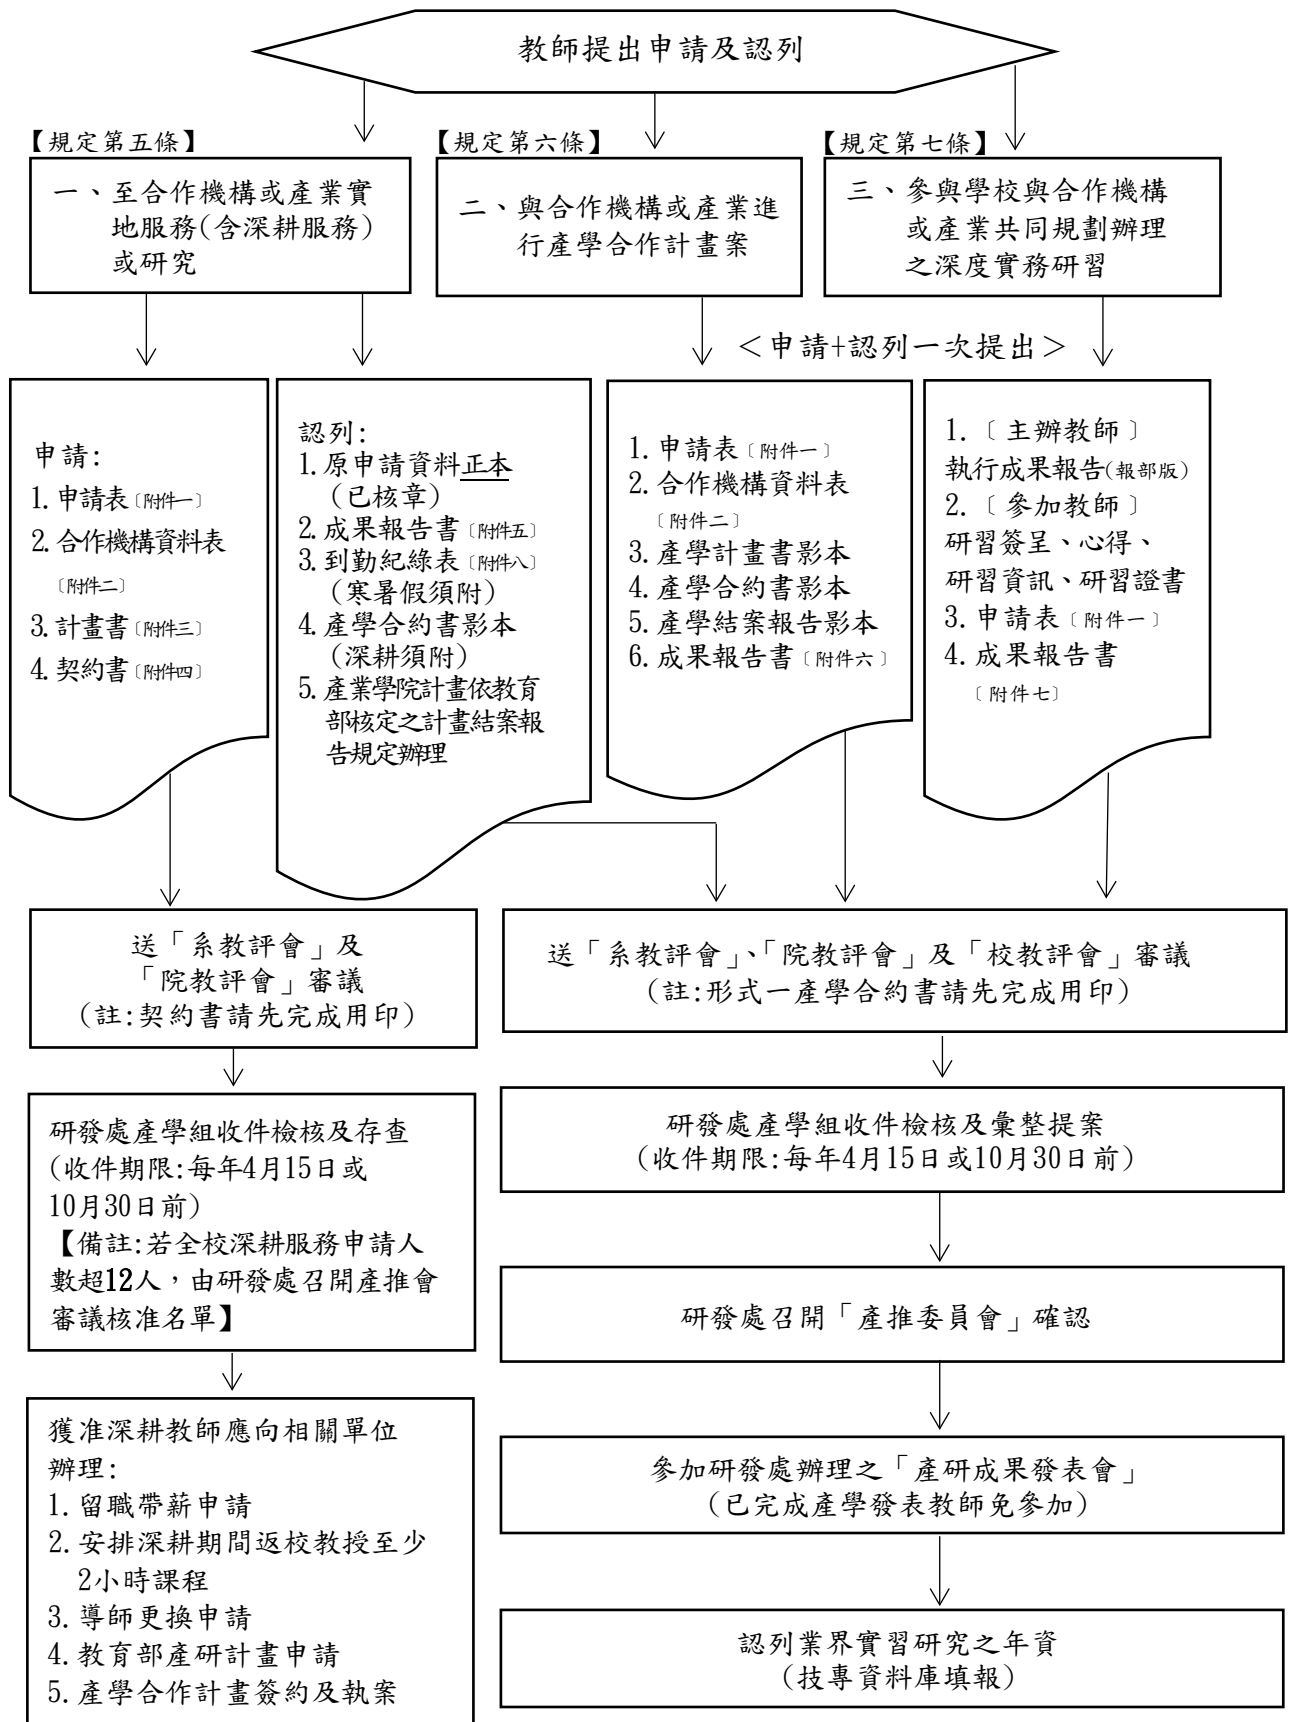 教師提出申請及認列
【規定第五條】
一、至合作機構或產業實
地服務(含深耕服務)
或研究
【規定第六條】
二、與合作機構或產業進
行產學合作計畫案
【規定第七條】
三、參與學校與合作機構
或產業共同規劃辦理
之深度實務研習
＜申請+認列一次提出＞
申請:
1.申請表〔附件一〕
2.合作機構資料表
〔附件二〕
3.計畫書〔附件三〕
4.契約書〔附件四〕
認列:
1.原申請資料正本
(已核章)
2.成果報告書〔附件五〕
3.到勤紀錄表〔附件八〕
(寒暑假須附)
4.產學合約書影本
(深耕須附)
5.產業學院計畫依教育
部核定之計畫結案報
告規定辦理
1.申請表〔附件一〕
2.合作機構資料表
〔附件二〕
3.產學計畫書影本
4.產學合約書影本
5.產學結案報告影本
6.成果報告書〔附件六〕
1.〔主辦教師〕
執行成果報告(報部版)
2.〔參加教師〕
研習簽呈、心得、
研習資訊、研習證書
3.申請表〔附件一〕
4.成果報告書
〔附件七〕
送「系教評會」及
「院教評會」審議
(註:契約書請先完成用印)
送「系教評會」、「院教評會」及「校教評會」審議
(註:形式一產學合約書請先完成用印)
研發處產學組收件檢核及存查
(收件期限:每年4月15日或
10月30日前)
【備註:若全校深耕服務申請人
數超12人，由研發處召開產推會
審議核准名單】
研發處產學組收件檢核及彙整提案
(收件期限:每年4月15日或10月30日前)
研發處召開「產推委員會」確認
獲准深耕教師應向相關單位
辦理:
1.留職帶薪申請
2.安排深耕期間返校教授至少
2小時課程
3.導師更換申請
4.教育部產研計畫申請
5.產學合作計畫簽約及執案
參加研發處辦理之「產研成果發表會」
(已完成產學發表教師免參加)
認列業界實習研究之年資
(技專資料庫填報)